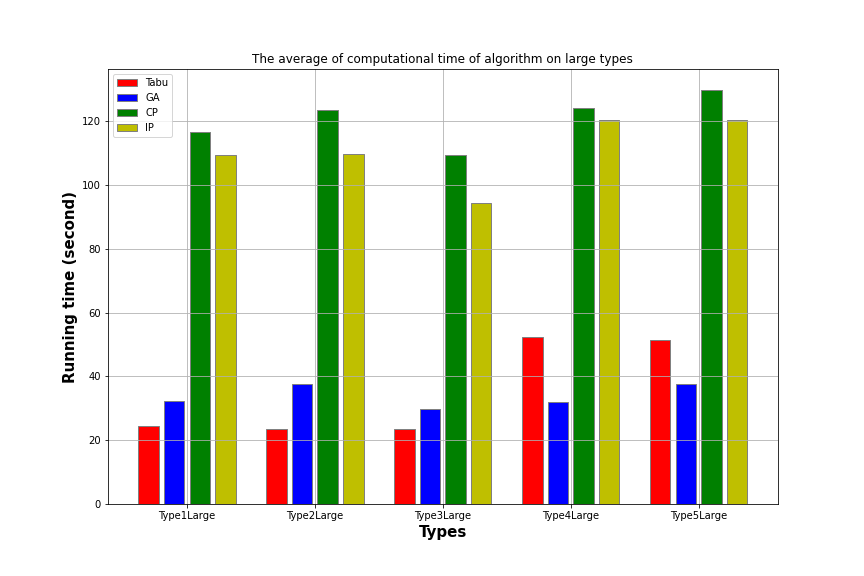 The average of computational time of algorithm on large types
Tabu
GA
CP
IP
Running time (second)
120
100
80
60
40
20
0
Type1Large Type2Large Type3Large Type4Large Type5Large
Types